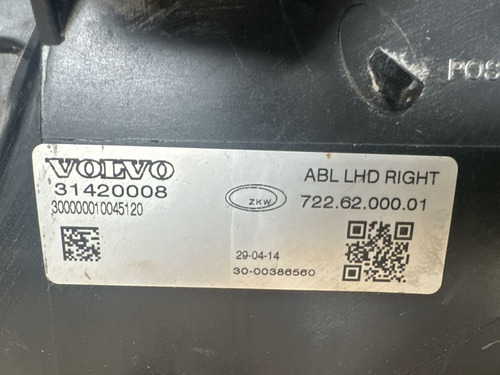 POS
VOLVO
31420008
300000010045120
ZKW
ABL LHD RIGHT
722.62.000.01
29-04-14
30-00386560